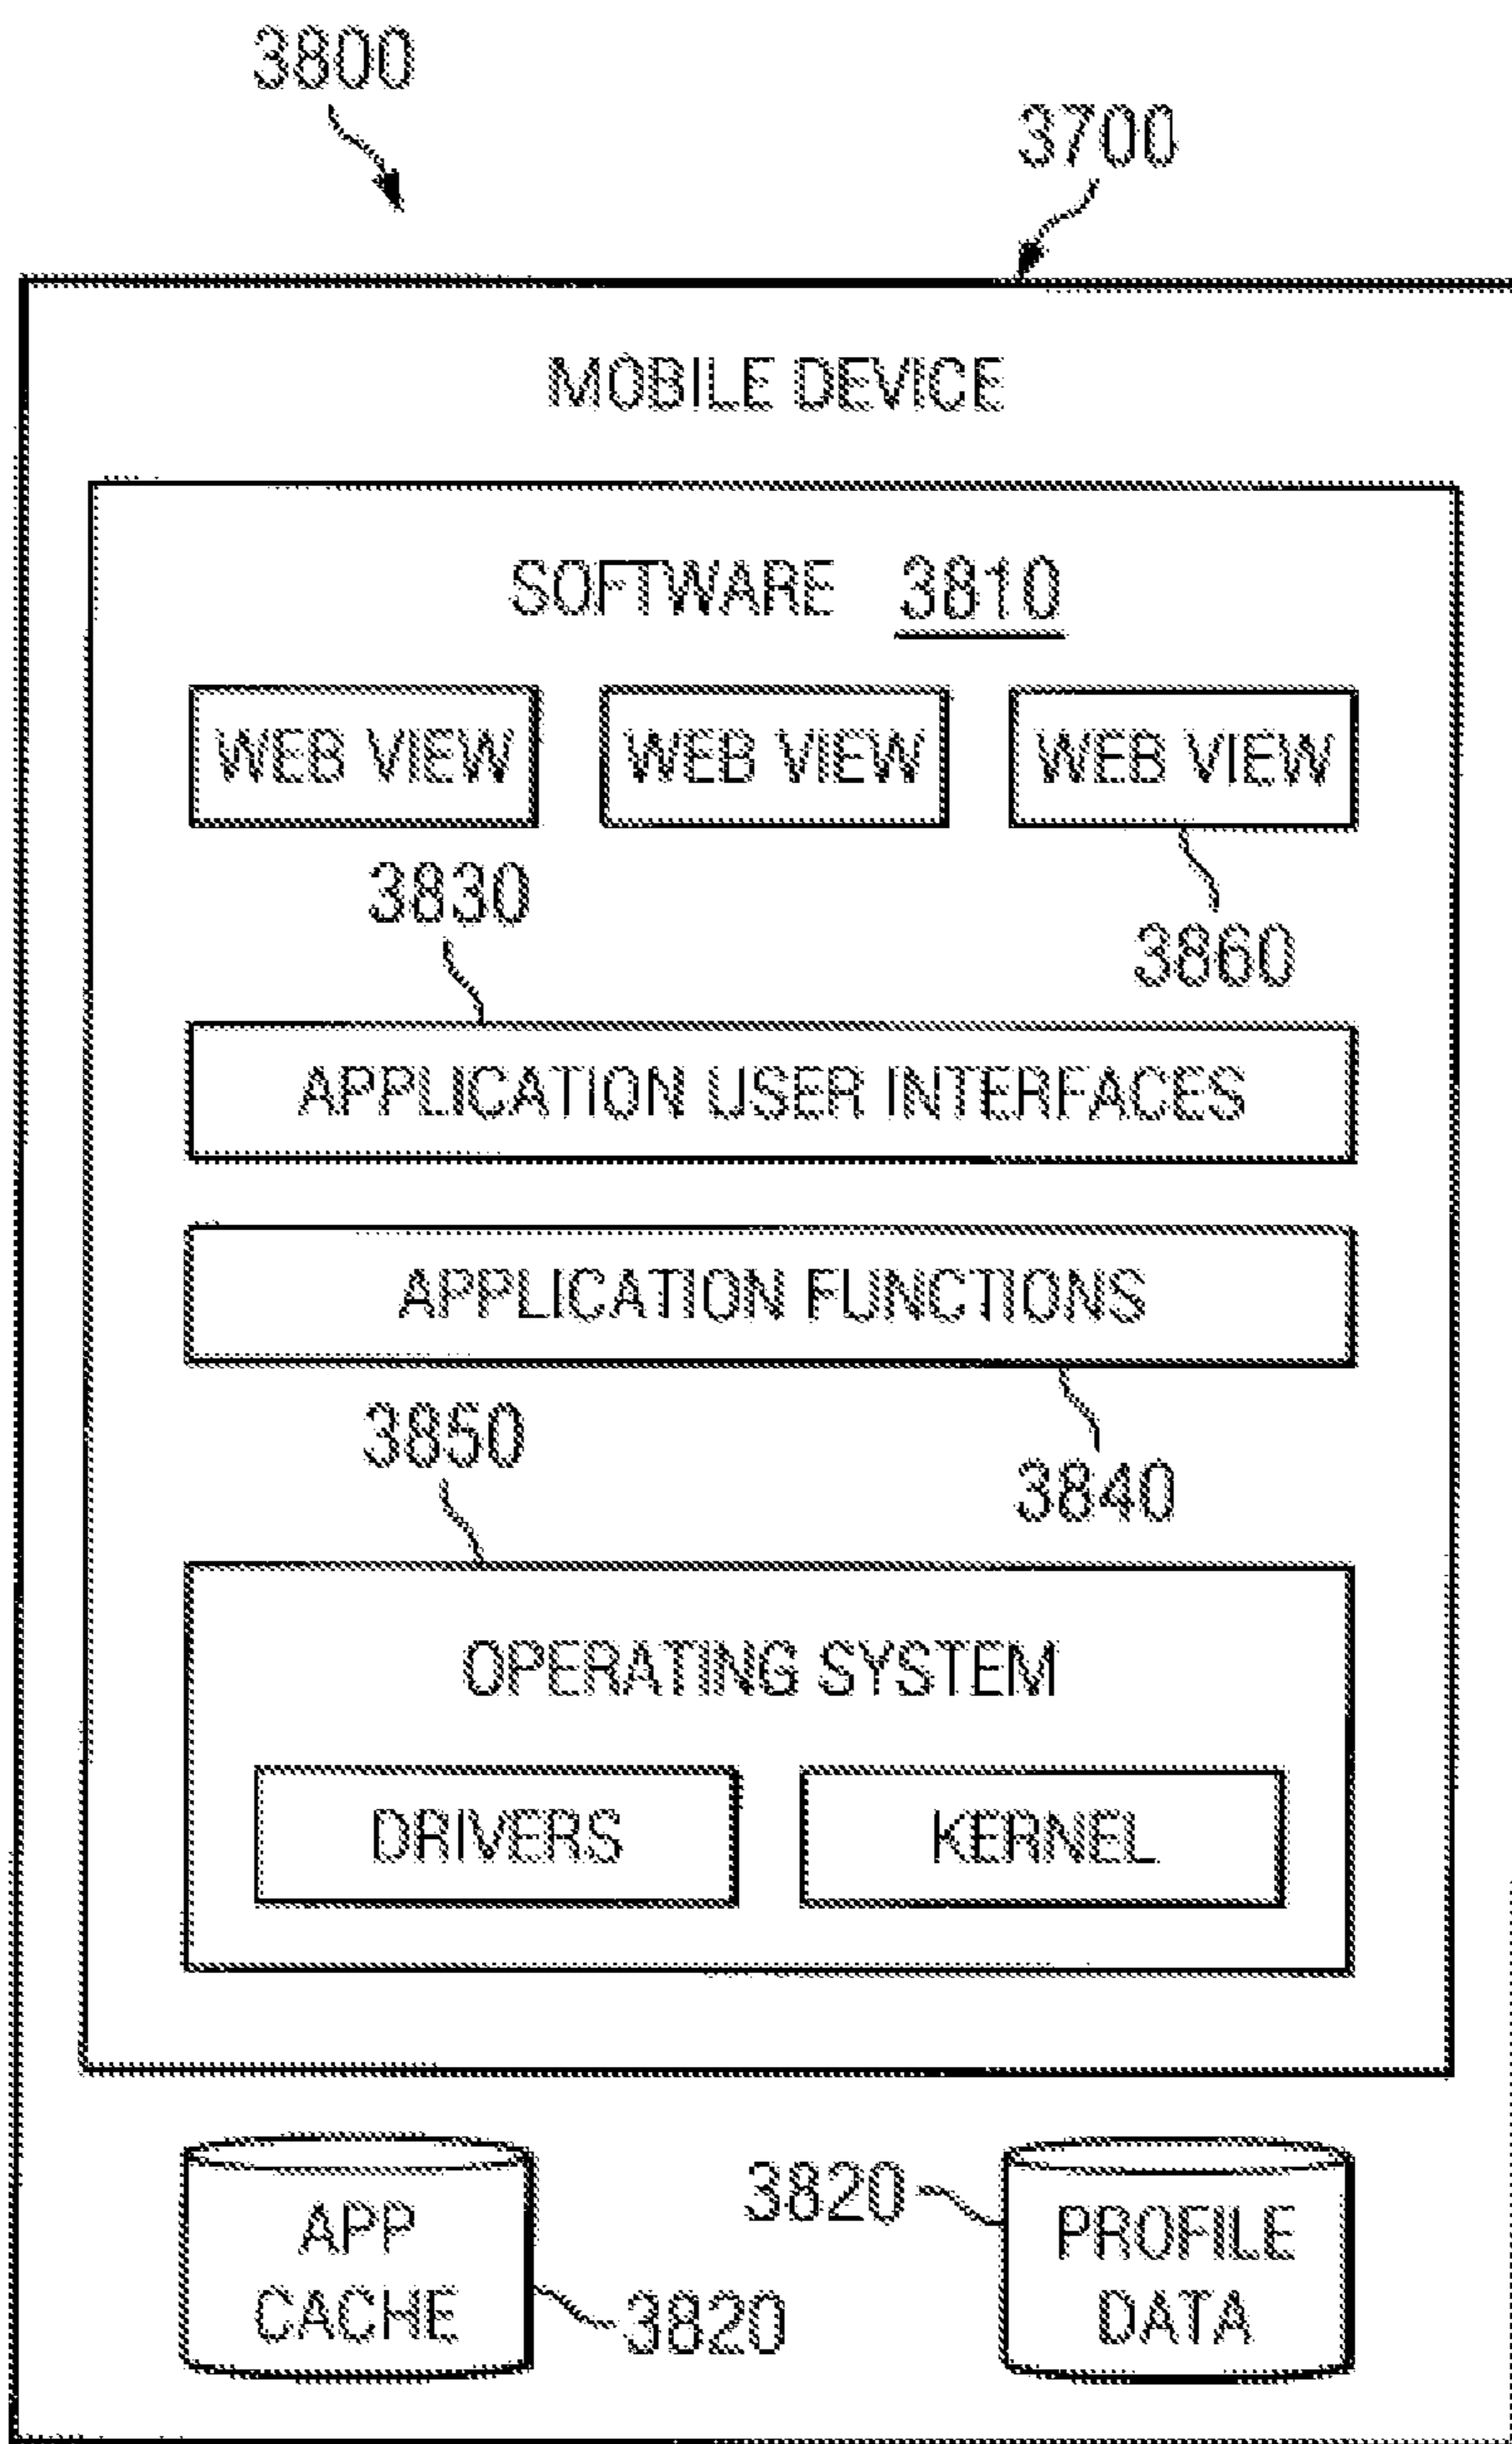 3800
3700
MOBILE DEVICE
SOFTWARE 3810
WEB VIEW
WEB VIEW
WEB VIEW
3830
3860
APPLICATION USER INTERFACES
APPLICATION FUNCTIONS
3850
3840
OPERATING SYSTEM
DRIVERS
KERNEL
APP
CACHE
3820
3820
PROFILE
DATA